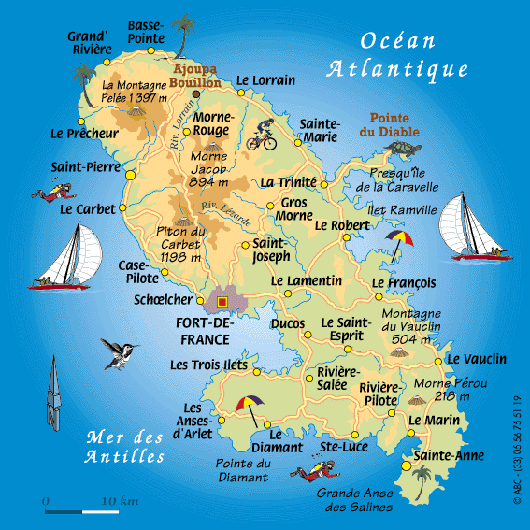 Basse-
Pointe
Grand'
Rivière
Océan
Atlantique
Ajoupa
Bouillon
La Montagne
Pelée 1397 m
Le Lorrain
Riv. Lorrain
Le Prêcheur
Morne-
Rouge
Sainte-
Marie
Pointe
du Diable
Morne
Jacob
894 m
Saint-Pierre
La Trinité
Presqu'île
de la Caravelle
Le Carbet
Riv. Lézarde
Gros
Morne
Ilet Ramville
Le Robert
Piton du
Carbet
1196 m
Saint-
Joseph
Case-
Pilote
Le Lamentin
Le François
Schœlcher
FORT-DE-
FRANCE
Ducos
Le Saint-
Esprit
Montagne
du Vauclin
504 m
Le Vauclin
Les Trois Ilets
Rivière-
Salée
Rivière-
Pilote
Morne Pérou
216 m
Les
Anses-
d'Arlet
Le
Diamant
Ste-Luce
Le Marin
Mer des
Antilles
Pointe du
Diamant
Sainte-Anne
Grande Anse
des Salines
0 10 km
© ABC - (33) 05 56 75 51 19